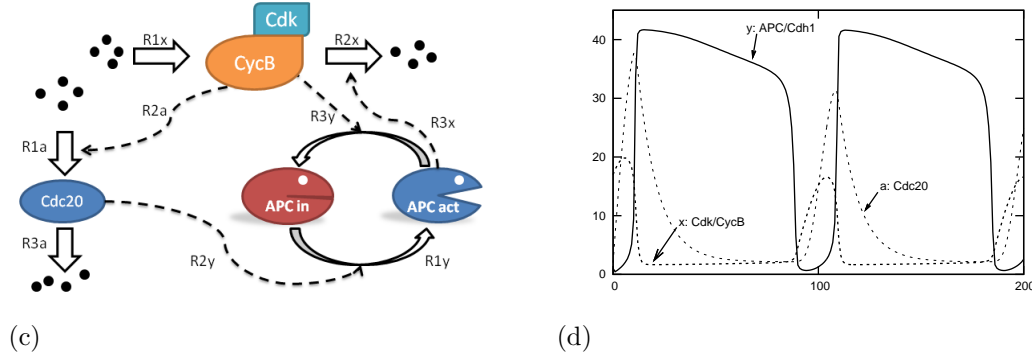 Cdk
R1x
CycB
R2x
R2a
R3y
R3x
R1a
Cdc20
APC in
APC act
R3a
R2y
R1y
(c)
40
30
20
10
0
0
100
200
y: APC/Cdh1
a: Cdc20
x: Cdk/CycB
(d)